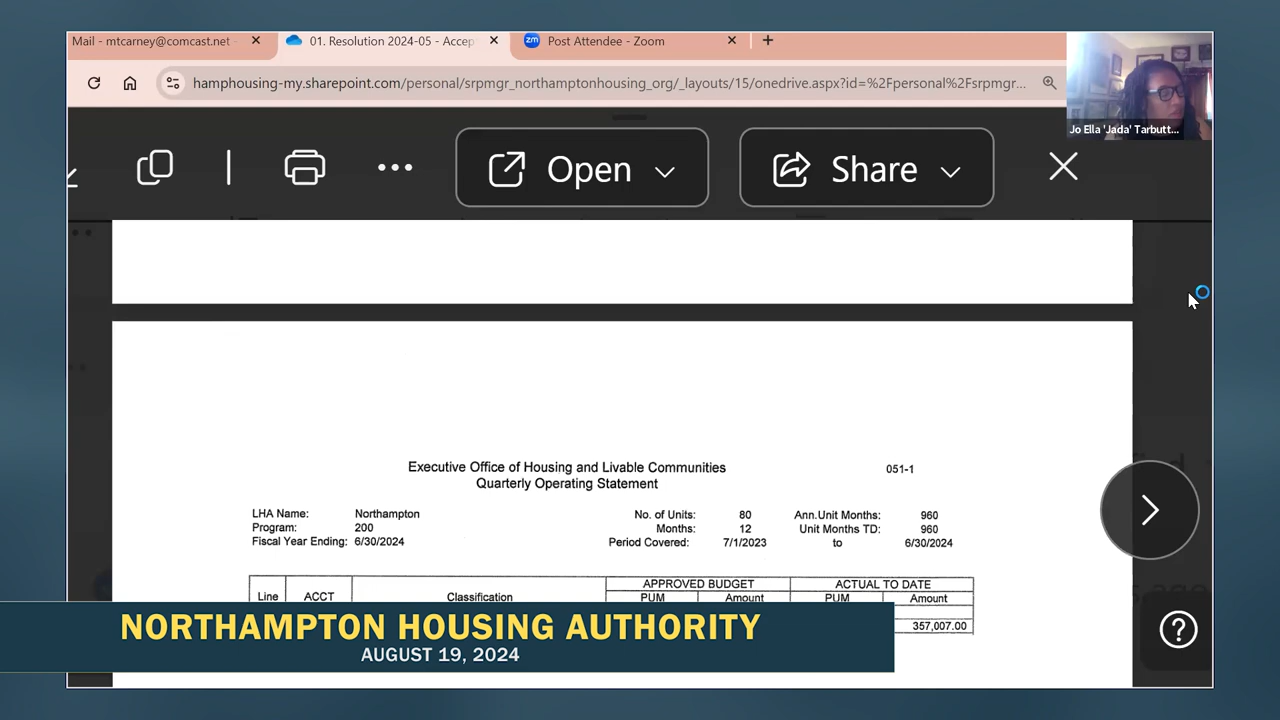 Mail - mtcarney@comcast.net
01. Resolution 2024-05 - Accep
zm Post Attendee - Zoom
hamphousing-my.sharepoint.com/personal/srpmgr_northamptonhousing_org/_layouts/15/onedrive.aspx?id=%2Fpersonal%2Fsrpmgr...
Jo Ella 'Jada' Tarbutt...
Open
Share
Executive Office of Housing and Livable Communities 051-1
Quarterly Operating Statement
LHA Name: Northampton No. of Units: 80 Ann.Unit Months: 960
Program: 200 Months: 12 Unit Months TD: 960
Fiscal Year Ending: 6/30/2024 Period Covered: 7/1/2023 to 6/30/2024
APPROVED BUDGET ACTUAL TO DATE
Line ACCT Classification PUM Amount PUM Amount
357,007.00
NORTHAMPTON HOUSING AUTHORITY
AUGUST 19, 2024